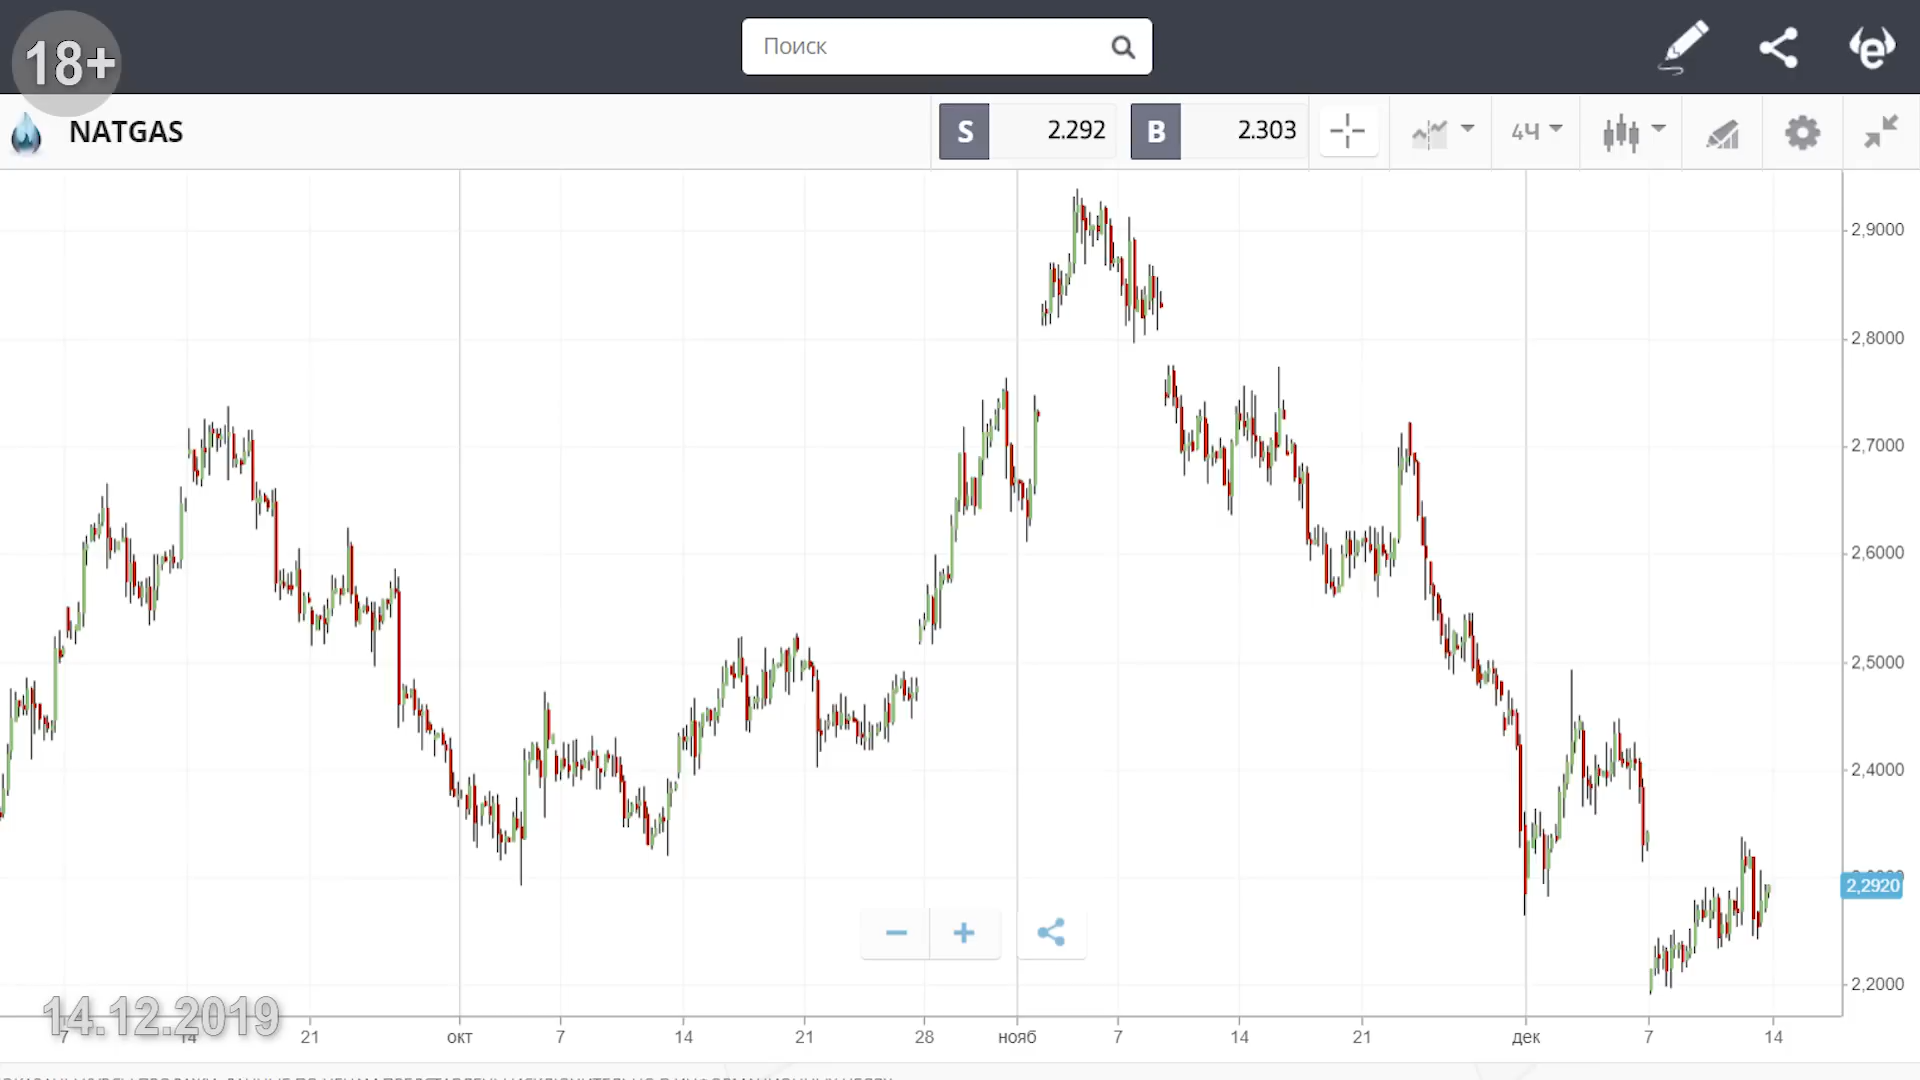 18+
Поиск
NATGAS
S 2.292 B 2.303 4Ч
2,9000
2,8000
2,7000
2,6000
2,5000
2,4000
2,2920
2,2000
14.12.2019
7 14 21 окт 7 14 21 28 нояб 7 14 21 дек 7 14